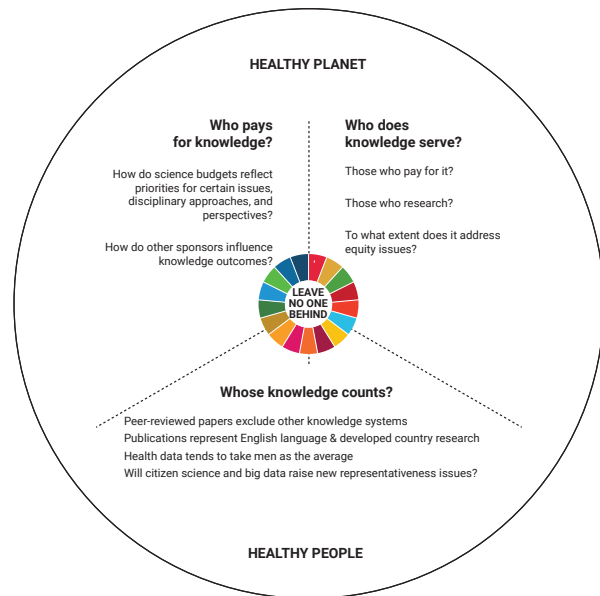 HEALTHY PLANET
Who pays
for knowledge?
How do science budgets reflect
priorities for certain issues,
disciplinary approaches, and
perspectives?
How do other sponsors influence
knowledge outcomes?
Who does
knowledge serve?
Those who pay for it?
Those who research?
To what extent does it address
equity issues?
LEAVE
NO ONE
BEHIND
Whose knowledge counts?
Peer-reviewed papers exclude other knowledge systems
Publications represent English language & developed country research
Health data tends to take men as the average
Will citizen science and big data raise new representativeness issues?
HEALTHY PEOPLE